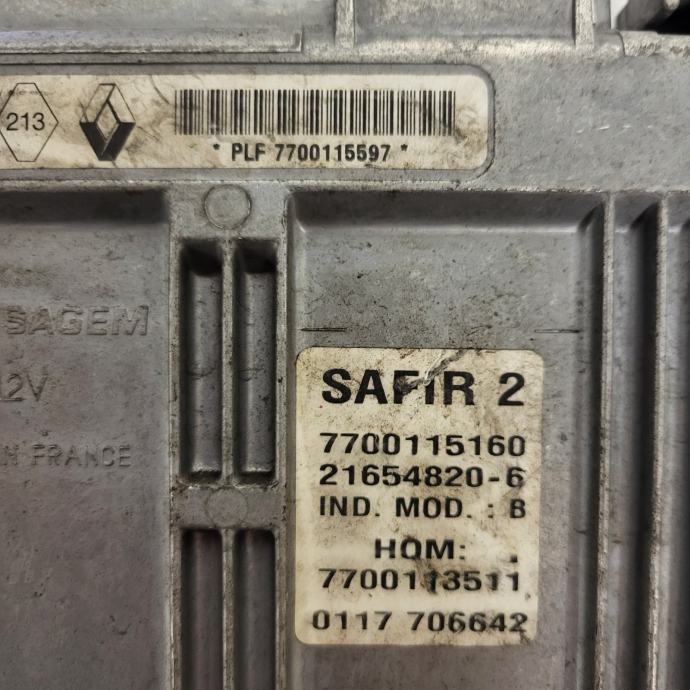 213
* PLF 7700115597 *
SAGEM
12V
FRANCE
SAFIR 2
7700115160
21654820-6
IND. MOD. : B
HOM: .
7700113511
0117 706642